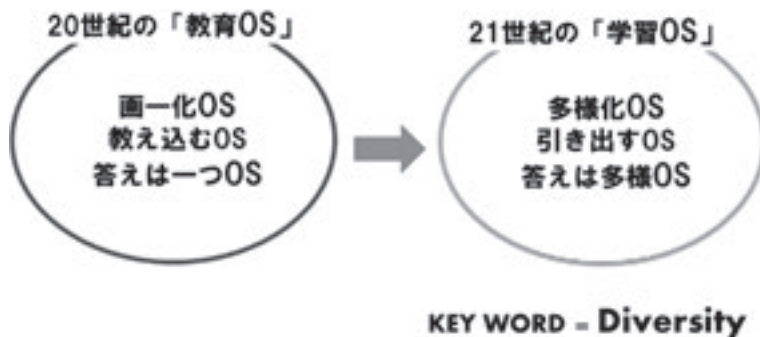 20世紀の「教育OS」
画一化OS
教え込むOS
答えは一つOS
21世紀の「学習OS」
多様化OS
引き出すOS
答えは多様OS
KEY WORD = Diversity